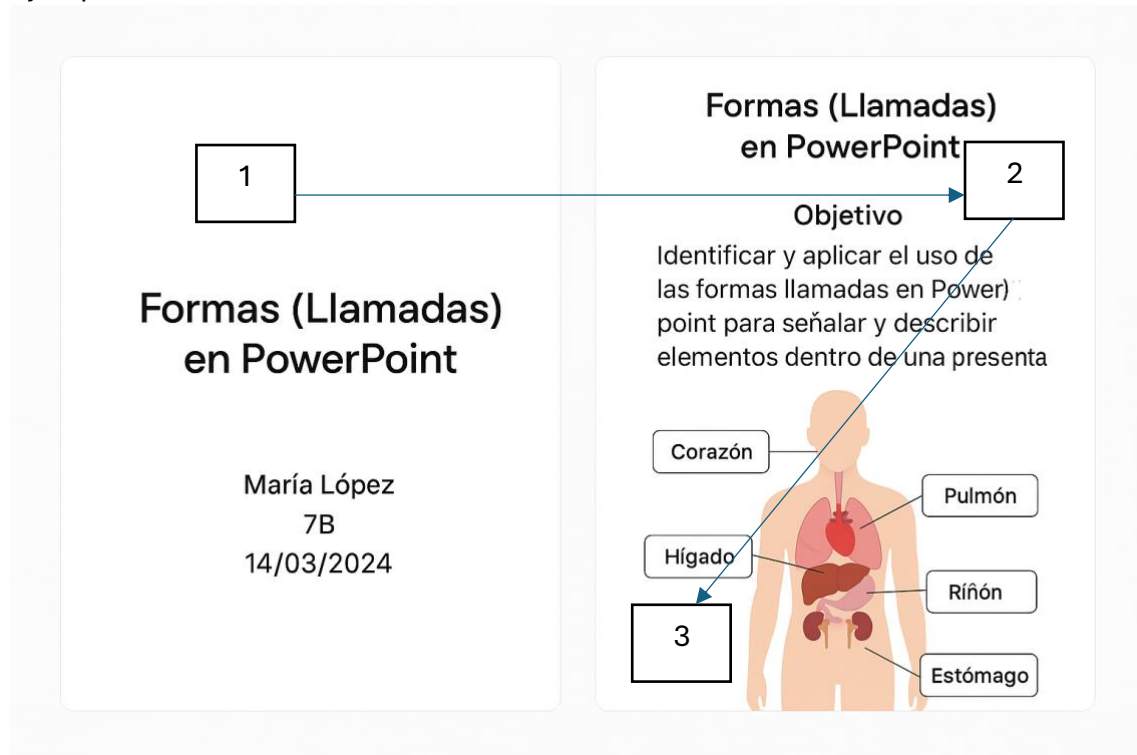 1
Formas (Llamadas)
en PowerPoint
María López
7B
14/03/2024
Formas (Llamadas)
en PowerPoint
2
Objetivo
Identificar y aplicar el uso de
las formas llamadas en Power)
point para seňalar y describir
elementos dentro de una presenta
Corazón
Pulmón
Hígado
Ríñón
3
Estómago